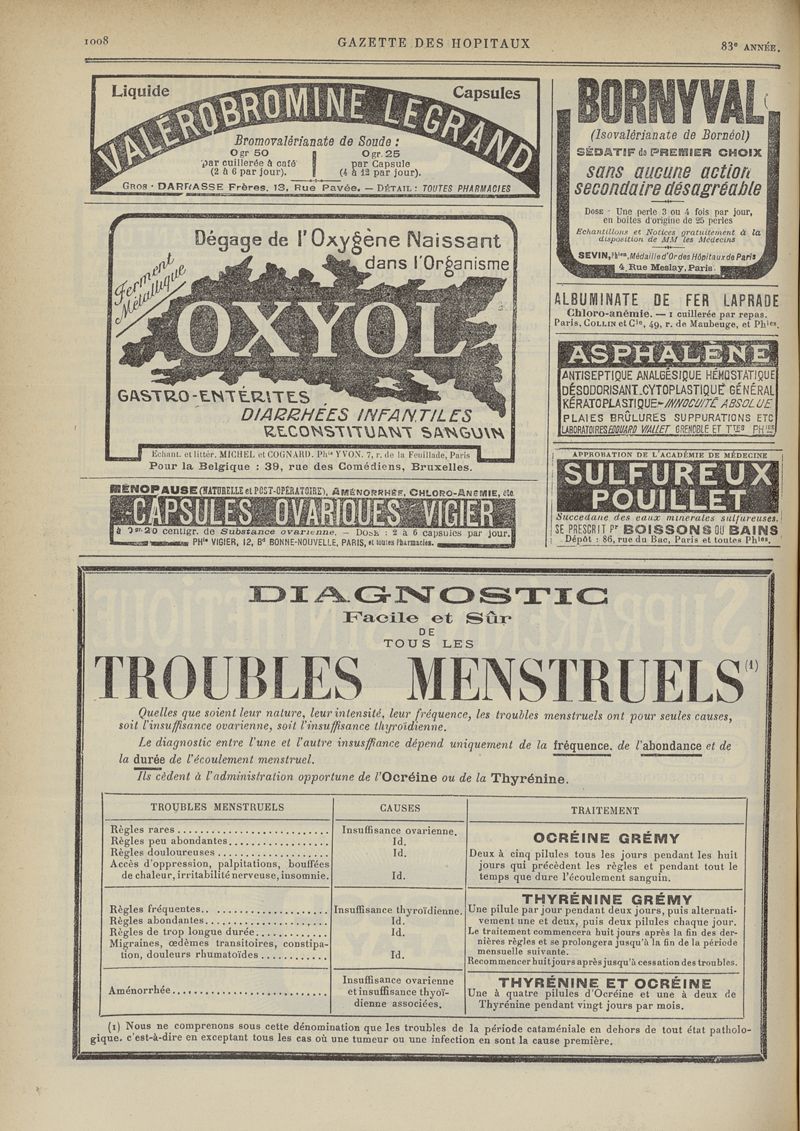 1008
GAZETTE DES HOPITAUX
83e ANNÉE.
Liquide
Capsules
VALÉROBROMINE LEGRAND
Bromovalérianate de Soude :
0 gr 50
par cuillerée à café
(2 à 6 par jour).
0 gr. 25
par Capsule
(4 à 12 par jour).
GROS · DARRASSE Frères, 13, Rue Pavée. — DÉTAIL : TOUTES PHARMACIES
Dégage de l'Oxygène Naissant
dans l'Organisme
Ferment
Métallique
OXYOL
GASTRO-ENTÉRITES
DIARRHÉES INFANTILES
RECONSTITUANT SANGUIN
Echant. et littér. MICHEL et COGNARD. Phie YVON. 7, r. de la Feuillade, Paris
Pour la Belgique : 39, rue des Comédiens, Bruxelles.
MÉNOPAUSE (NATURELLE et POST-OPÉRATOIRE), AMÉNORRHÉE, CHLORO-ANÉMIE, etc
CAPSULES OVARIQUES VIGIER
à 0gr 20 centigr. de Substance ovarienne. — DOSE : 2 à 6 capsules par jour.
PHie VIGIER, 12, Bd BONNE-NOUVELLE, PARIS, et toutes Pharmacies.
BORNYVAL
(Isovalérianate de Bornéol)
SÉDATIF de PREMIER CHOIX
sans aucune action
secondaire désagréable
DOSE - Une perle 3 ou 4 fois par jour,
en boîtes d'origine de 25 perles
Echantillons et Notices gratuitement à la
disposition de MM les Médecins
SEVIN, Phien, Médaille d'Or des Hôpitaux de Paris
4 Rue Meslay, Paris
ALBUMINATE DE FER LAPRADE
Chloro-anémie. — 1 cuillerée par repas.
Paris, COLLIN et Cie, 49, r. de Maubeuge, et Phies.
ASPHALÈNE
ANTISEPTIQUE ANALGÉSIQUE HÉMOSTATIQUE
DÉSODORISANT_CYTOPLASTIQUE GÉNÉRAL
KÉRATOPLASTIQUE - INNOCUITÉ ABSOLUE
PLAIES BRÛLURES SUPPURATIONS ETC
LABORATOIRES EDOUARD VIALLET GRENOBLE ET TTES PHIES
APPROBATION DE L'ACADÉMIE DE MÉDECINE
SULFUREUX
POUILLET
Succédané des eaux minérales sulfureuses.
SE PRESCRIT Pr BOISSONS OU BAINS
Dépôt : 86, rue du Bac, Paris et toutes Phies.
DIAGNOSTIC
Facile et Sûr
DE
TOUS LES
TROUBLES MENSTRUELS (1)
Quelles que soient leur nature, leur intensité, leur fréquence, les troubles menstruels ont pour seules causes,
soit l'insuffisance ovarienne, soit l'insuffisance thyroïdienne.
Le diagnostic entre l'une et l'autre insusffiance dépend uniquement de la fréquence, de l'abondance et de
la durée de l'écoulement menstruel.
Ils cèdent à l'administration opportune de l'Ocréine ou de la Thyrénine.
TROUBLES MENSTRUELS
CAUSES
TRAITEMENT
Règles rares
Insuffisance ovarienne.
Règles peu abondantes
Id.
Règles douloureuses
Id.
Accès d'oppression, palpitations, bouffées
de chaleur, irritabilité nerveuse, insomnie.
Id.
OCRÉINE GRÉMY
Deux à cinq pilules tous les jours pendant les huit
jours qui précèdent les règles et pendant tout le
temps que dure l'écoulement sanguin.
Règles fréquentes
Insuffisance thyroïdienne.
Règles abondantes
Id.
Règles de trop longue durée
Id.
Migraines, œdèmes transitoires, constipa-
tion, douleurs rhumatoïdes
Id.
THYRÉNINE GRÉMY
Une pilule par jour pendant deux jours, puis alternati-
vement une et deux, puis deux pilules chaque jour.
Le traitement commencera huit jours après la fin des der-
nières règles et se prolongera jusqu'à la fin de la période
mensuelle suivante.
Recommencer huit jours après jusqu'à cessation des troubles.
Aménorrhée
Insuffisance ovarienne
et insuffisance thyoï-
dienne associées.
THYRÉNINE ET OCRÉINE
Une à quatre pilules d'Ocréine et une à deux de
Thyrénine pendant vingt jours par mois.
(1) Nous ne comprenons sous cette dénomination que les troubles de la période cataméniale en dehors de tout état patholo-
gique, c'est-à-dire en exceptant tous les cas où une tumeur ou une infection en sont la cause première.